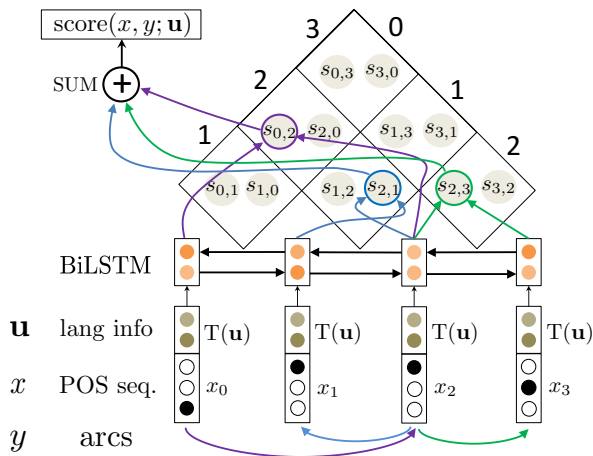 score(x, y; u)
3 0
s0,3 s3,0
SUM +
2 1
s0,2 s2,0 s1,3 s3,1
1 2
s0,1 s1,0 s1,2 s2,1 s2,3 s3,2
BiLSTM
u lang info T(u) T(u) T(u) T(u)
x POS seq. x0 x1 x2 x3
y arcs